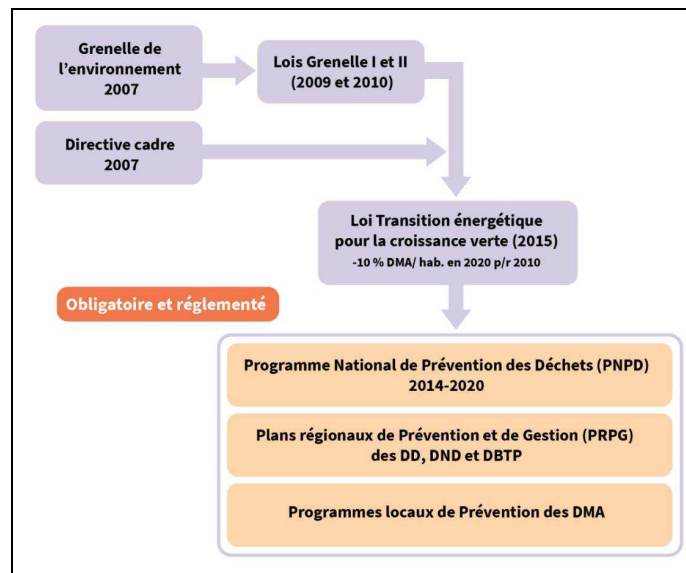 Grenelle de
l’environnement
2007
Lois Grenelle I et II
(2009 et 2010)
Directive cadre
2007
Loi Transition énergétique
pour la croissance verte (2015)
-10 % DMA/ hab. en 2020 p/r 2010
Obligatoire et réglementé
Programme National de Prévention des Déchets (PNPD)
2014-2020
Plans régionaux de Prévention et de Gestion (PRPG)
des DD, DND et DBTP
Programmes locaux de Prévention des DMA